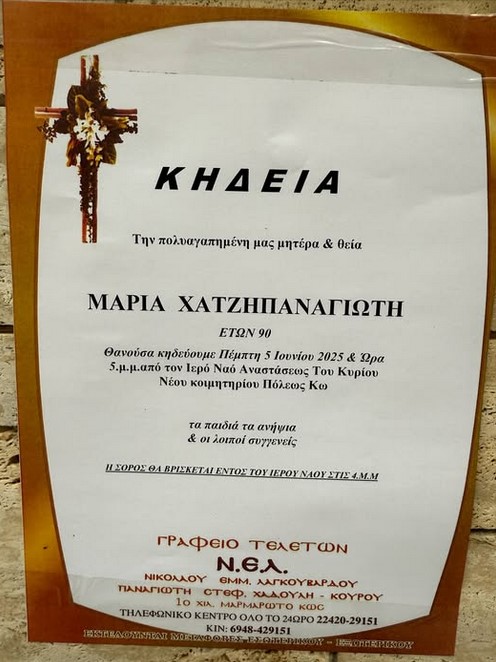 ΚΗΔΕΙΑ
Την πολυαγαπημένη μας μητέρα & θεία
ΜΑΡΙΑ ΧΑΤΖΗΠΑΝΑΓΙΩΤΗ
ΕΤΩΝ 90
Θανούσα κηδεύουμε Πέμπτη 5 Ιουνίου 2025 & Ώρα
5.μ.μ.από τον Ιερό Ναό Αναστάσεως Του Κυρίου
Νέου κοιμητηρίου Πόλεως Κω
τα παιδιά τα ανήψια
& οι λοιποί συγγενείς
Η ΣΟΡΟΣ ΘΑ ΒΡΙΣΚΕΤΑΙ ΕΝΤΟΣ ΤΟΥ ΙΕΡΟΥ ΝΑΟΥ ΣΤΙΣ 4.Μ.Μ
ΓΡΑΦΕΙΟ ΤΕΛΕΤΩΝ
Ν.ΕΛ.
ΝΙΚΟΛΑΟΥ ΕΜΜ. ΛΑΓΚΟΥΒΑΡΔΟΥ
ΠΑΝΑΓΙΩΤΗ ΣΤΕΦ. ΧΑΔΟΥΛΗ - ΚΟΥΡΟΥ
1ο ΧΙΛ. ΜΑΡΜΑΡΩΤΟ ΚΩΣ
ΤΗΛΕΦΩΝΙΚΟ ΚΕΝΤΡΟ ΟΛΟ ΤΟ 24ΩΡΟ 22420-29151
ΚΙΝ: 6948-429151
ΕΚΤΕΛΟΥΝΤΑΙ ΜΕΤΑΦΟΡΕΣ ΕΣΩΤΕΡΙΚΟΥ - ΕΞΩΤΕΡΙΚΟΥ